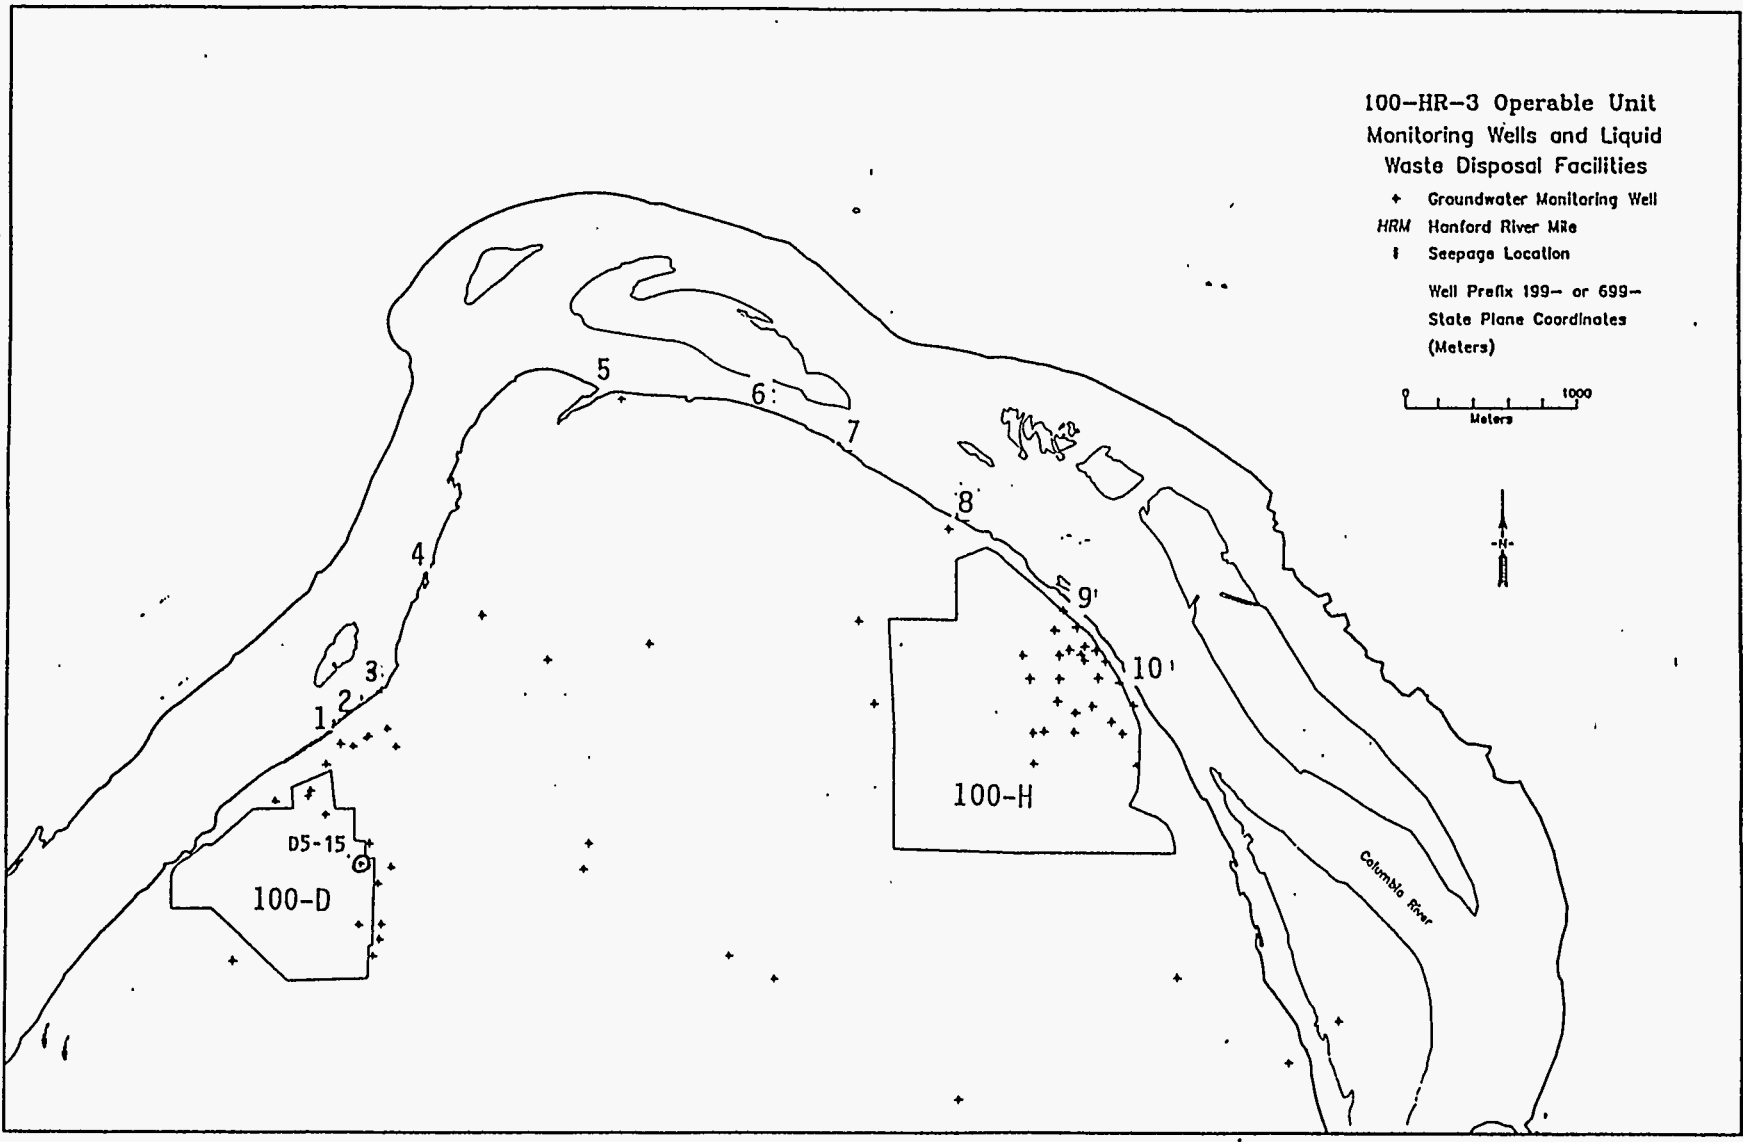 100-HR-3 Operable Unit
Monitoring Wells and Liquid
Waste Disposal Facilities
+ Groundwater Monitoring Well
HRM Hanford River Mile
Seepage Location
Well Prefix 199- or 699-
State Plane Coordinates
(Meters)
0 1000
Meters
-N-
5
6
7
8
4
9
3
10
2
1
100-H
D5-15
100-D
Columbia River